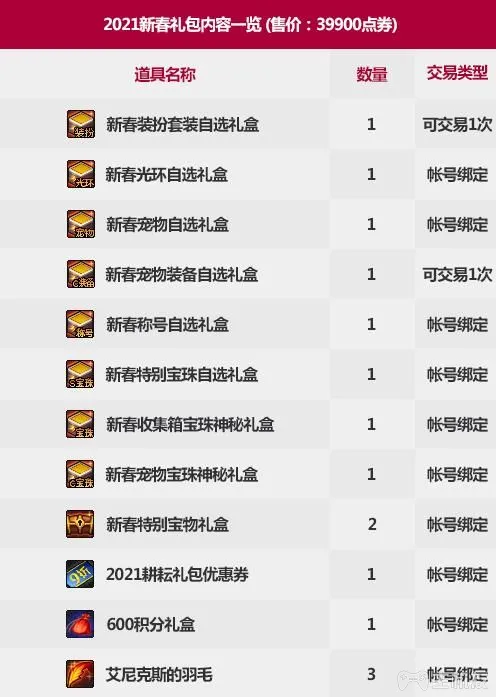 2021新春礼包内容一览 (售价：39900点券)
道具名称 数量 交易类型
装扮 新春装扮套装自选礼盒 1 可交易1次
光环 新春光环自选礼盒 1 帐号绑定
宠物 新春宠物自选礼盒 1 帐号绑定
C装备 新春宠物装备自选礼盒 1 可交易1次
称号 新春称号自选礼盒 1 帐号绑定
S宝珠 新春特别宝珠自选礼盒 1 帐号绑定
宝珠 新春收集箱宝珠神秘礼盒 1 帐号绑定
C宝珠 新春宠物宝珠神秘礼盒 1 帐号绑定
新春特别宝物礼盒 2 帐号绑定
2021耕耘礼包优惠券 1 帐号绑定
600积分礼盒 1 帐号绑定
艾尼克斯的羽毛 3 帐号绑定